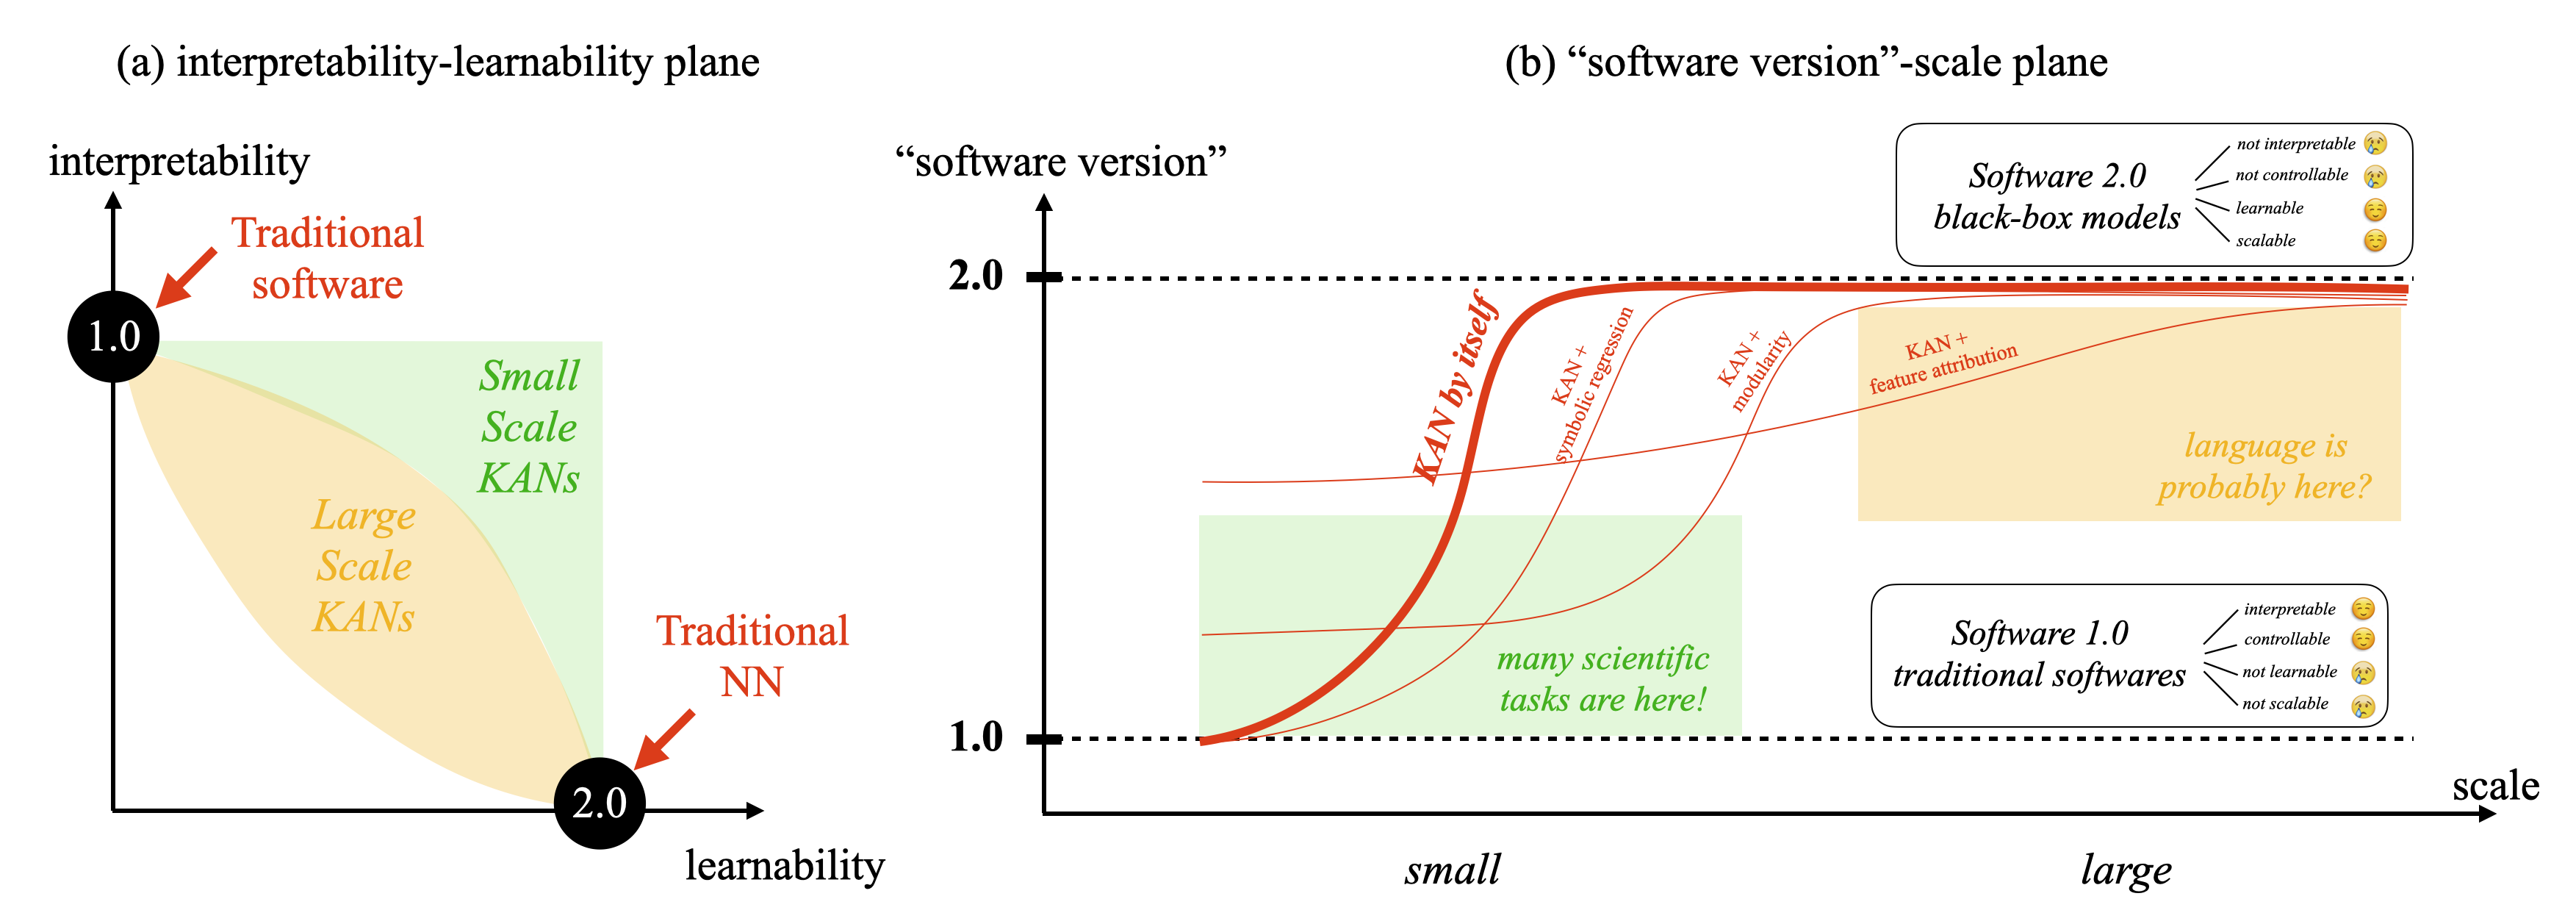 (a) interpretability-learnability plane
interpretability
Traditional
software
1.0
Small
Scale
KANs
Large
Scale
KANs
Traditional
NN
2.0
learnability
(b) “software version”-scale plane
“software version”
2.0
1.0
Software 2.0
black-box models
not interpretable 😢
not controllable 😢
learnable ☺️
scalable ☺️
KAN by itself
KAN +
symbolic regression
KAN +
modularity
KAN +
feature attribution
language is
probably here?
many scientific
tasks are here!
Software 1.0
traditional softwares
interpretable ☺️
controllable ☺️
not learnable 😢
not scalable 😢
scale
small
large